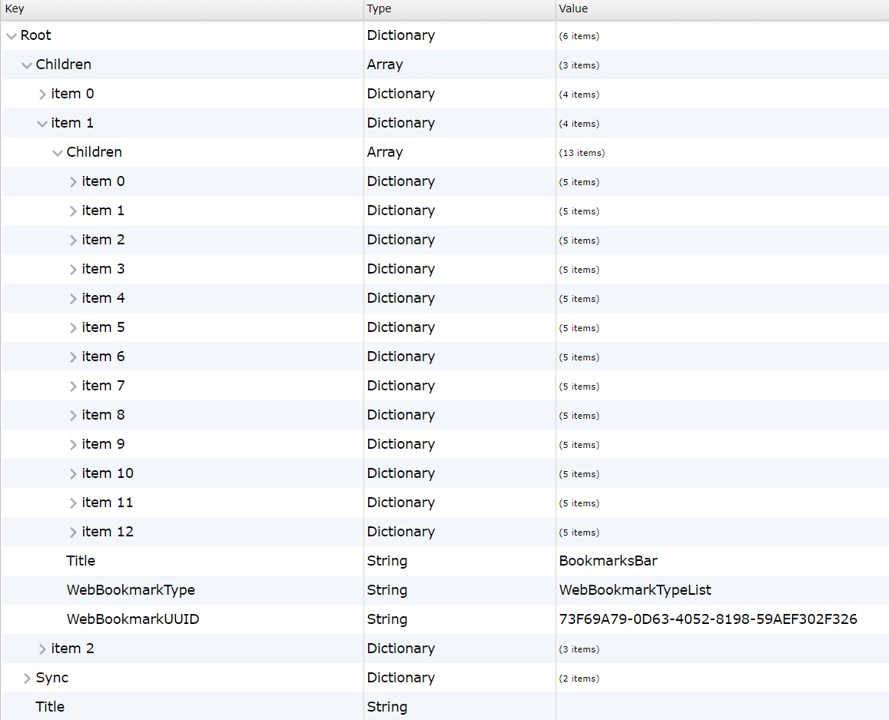 Key Type Value
Root Dictionary (6 items)
Children Array (3 items)
item 0 Dictionary (4 items)
item 1 Dictionary (4 items)
Children Array (13 items)
item 0 Dictionary (5 items)
item 1 Dictionary (5 items)
item 2 Dictionary (5 items)
item 3 Dictionary (5 items)
item 4 Dictionary (5 items)
item 5 Dictionary (5 items)
item 6 Dictionary (5 items)
item 7 Dictionary (5 items)
item 8 Dictionary (5 items)
item 9 Dictionary (5 items)
item 10 Dictionary (5 items)
item 11 Dictionary (5 items)
item 12 Dictionary (5 items)
Title String BookmarksBar
WebBookmarkType String WebBookmarkTypeList
WebBookmarkUUID String 73F69A79-0D63-4052-8198-59AEF302F326
item 2 Dictionary (3 items)
Sync Dictionary (2 items)
Title String